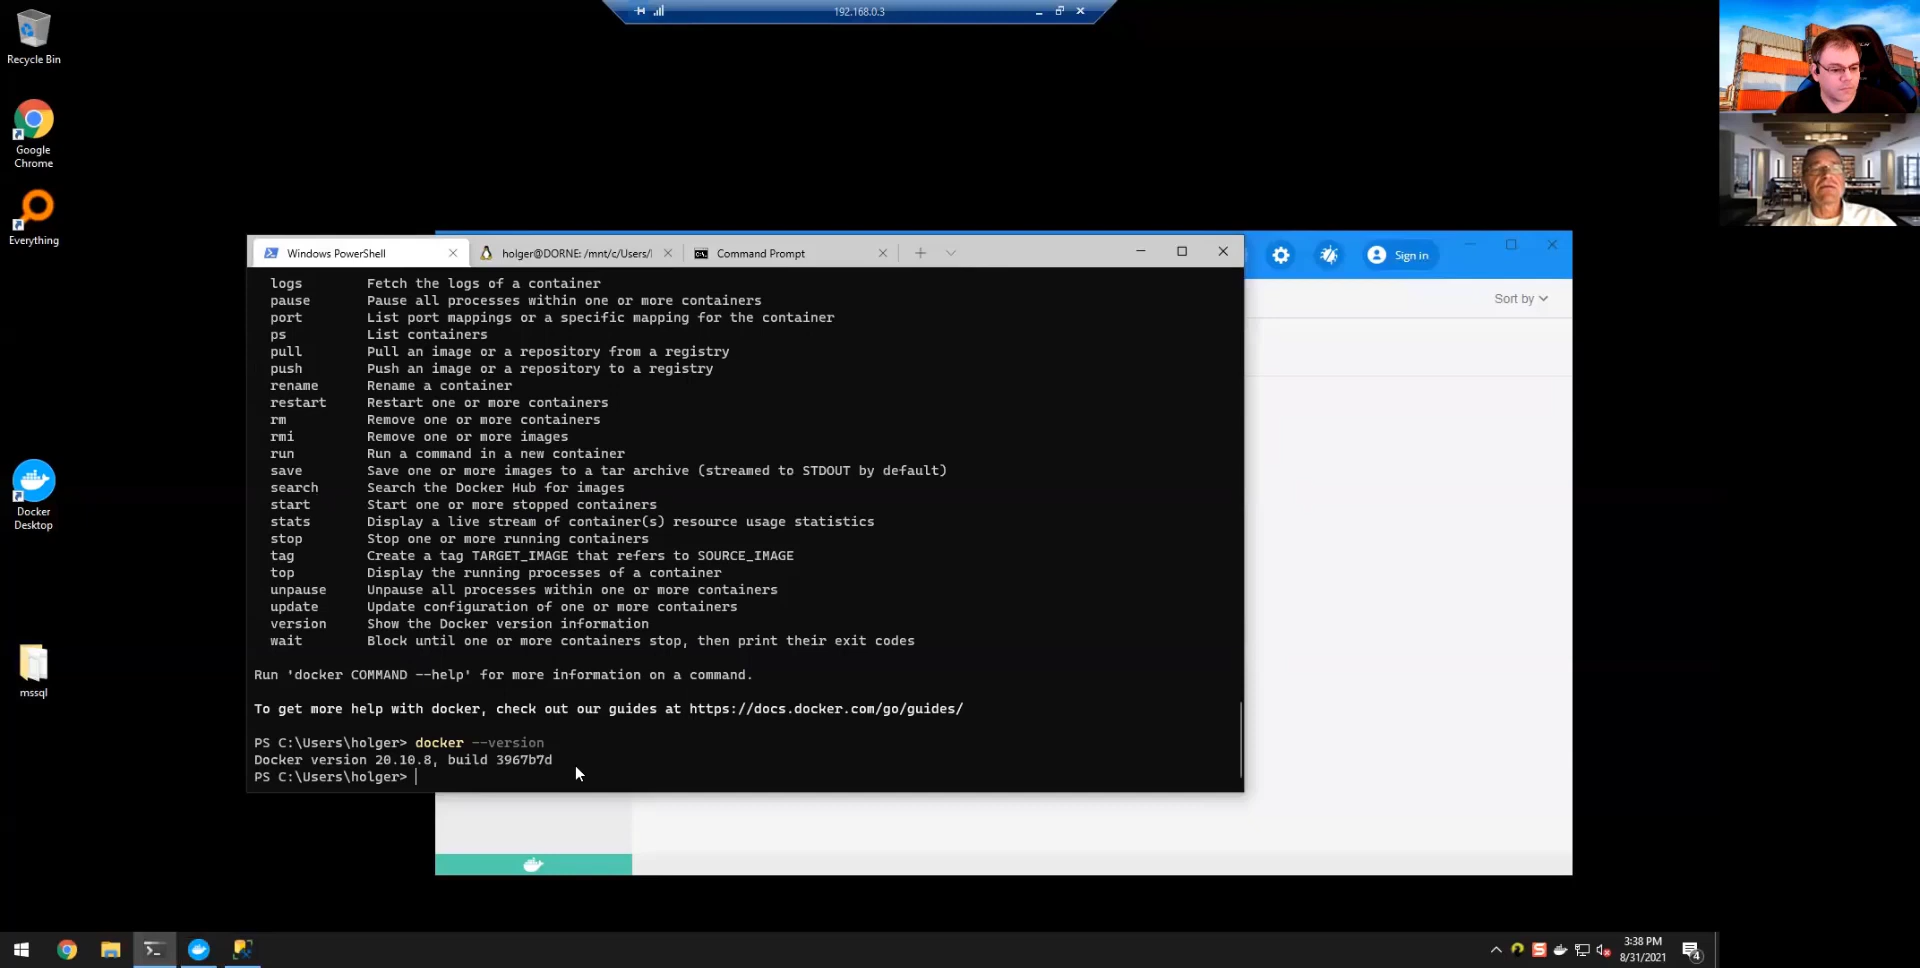 192.168.0.3
Recycle Bin
Google
Chrome
Everything
Docker
Desktop
mssql
Windows PowerShell
holger@DORNE: /mnt/c/Users/
Command Prompt
Sign in
Sort by
logs Fetch the logs of a container
pause Pause all processes within one or more containers
port List port mappings or a specific mapping for the container
ps List containers
pull Pull an image or a repository from a registry
push Push an image or a repository to a registry
rename Rename a container
restart Restart one or more containers
rm Remove one or more containers
rmi Remove one or more images
run Run a command in a new container
save Save one or more images to a tar archive (streamed to STDOUT by default)
search Search the Docker Hub for images
start Start one or more stopped containers
stats Display a live stream of container(s) resource usage statistics
stop Stop one or more running containers
tag Create a tag TARGET_IMAGE that refers to SOURCE_IMAGE
top Display the running processes of a container
unpause Unpause all processes within one or more containers
update Update configuration of one or more containers
version Show the Docker version information
wait Block until one or more containers stop, then print their exit codes
Run 'docker COMMAND --help' for more information on a command.
To get more help with docker, check out our guides at https://docs.docker.com/go/guides/
PS C:\Users\holger> docker --version
Docker version 20.10.8, build 3967b7d
PS C:\Users\holger>
3:38 PM
8/31/2021
4